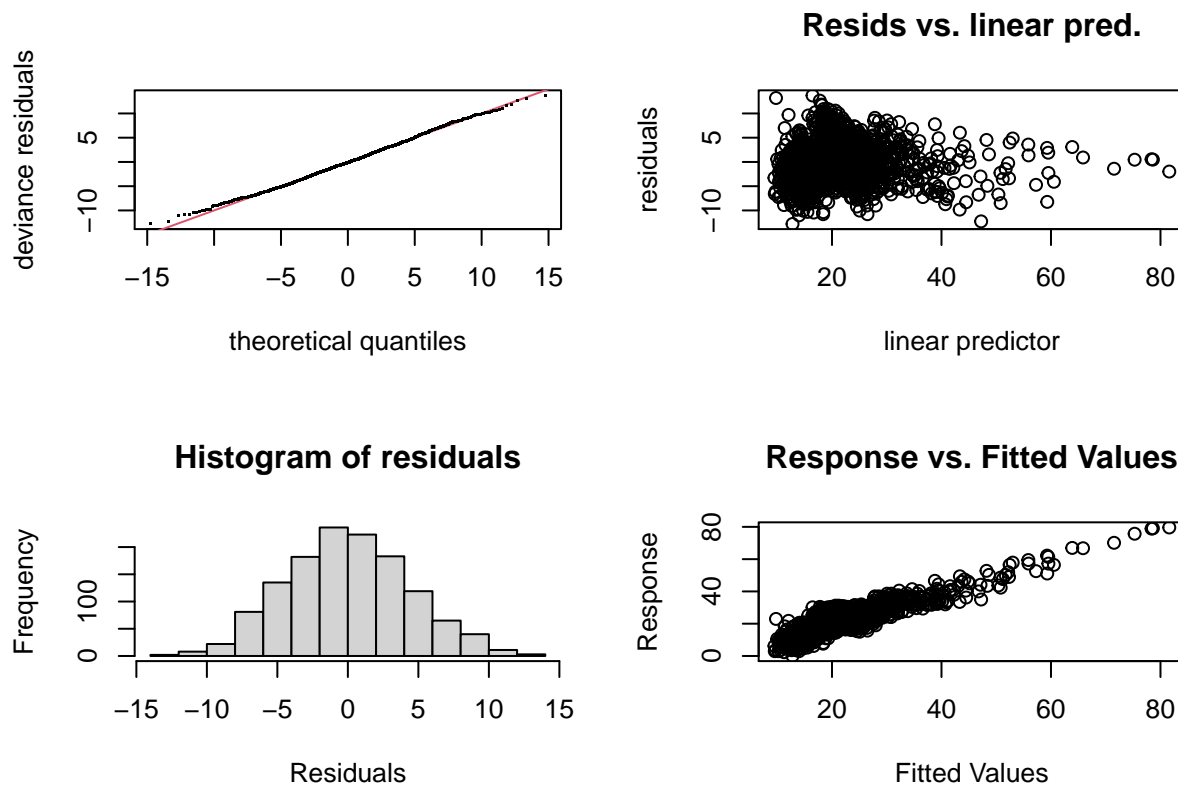 deviance residuals
5
−10
−15
−5
0
5
10
15
theoretical quantiles
Resids vs. linear pred.
residuals
5
−10
20
40
60
80
linear predictor
Histogram of residuals
Frequency
100
0
−15
−10
−5
0
5
10
15
Residuals
Response vs. Fitted Values
Response
80
40
0
20
40
60
80
Fitted Values